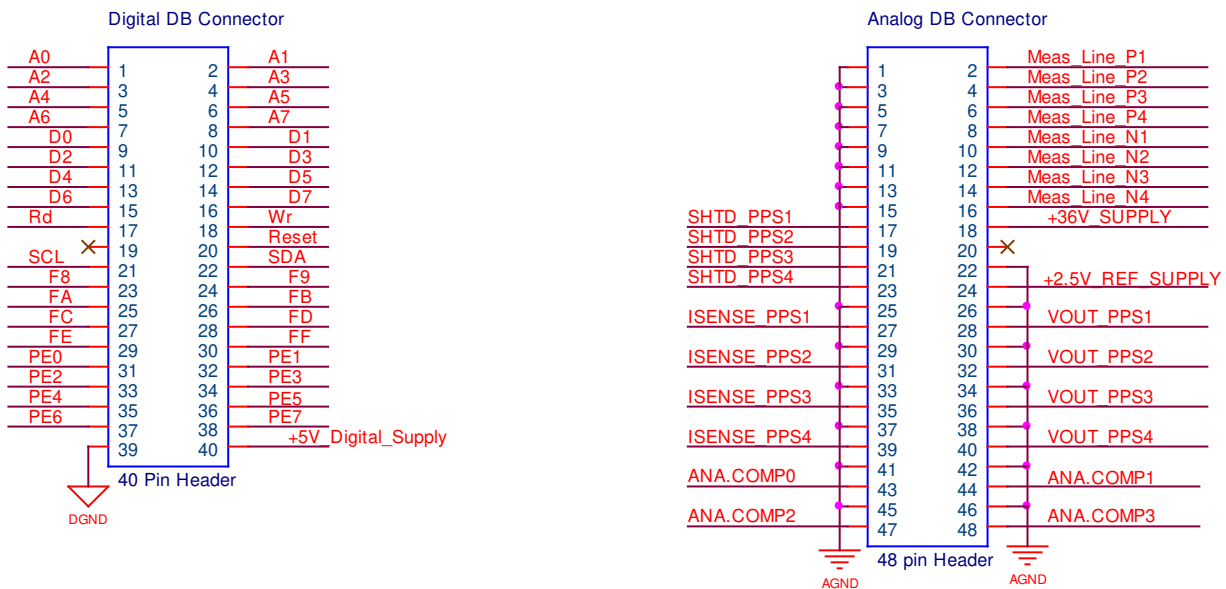 Digital DB Connector
A0 1 2 A1
A2 3 4 A3
A4 5 6 A5
A6 7 8 A7
D0 9 10 D1
D2 11 12 D3
D4 13 14 D5
D6 15 16 D7
Rd 17 18 Wr
19 20 Reset
SCL 21 22 SDA
F8 23 24 F9
FA 25 26 FB
FC 27 28 FD
FE 29 30 FF
PE0 31 32 PE1
PE2 33 34 PE3
PE4 35 36 PE5
PE6 37 38 PE7
39 40 +5V_Digital_Supply
40 Pin Header
DGND
Analog DB Connector
1 2 Meas_Line_P1
3 4 Meas_Line_P2
5 6 Meas_Line_P3
7 8 Meas_Line_P4
9 10 Meas_Line_N1
11 12 Meas_Line_N2
13 14 Meas_Line_N3
15 16 Meas_Line_N4
SHTD_PPS1 17 18 +36V_SUPPLY
SHTD_PPS2 19 20
SHTD_PPS3 21 22
SHTD_PPS4 23 24 +2.5V_REF_SUPPLY
25 26
ISENSE_PPS1 27 28 VOUT_PPS1
29 30
ISENSE_PPS2 31 32 VOUT_PPS2
33 34
ISENSE_PPS3 35 36 VOUT_PPS3
37 38
ISENSE_PPS4 39 40 VOUT_PPS4
41 42
ANA.COMP0 43 44 ANA.COMP1
45 46
ANA.COMP2 47 48 ANA.COMP3
48 pin Header
AGND
AGND